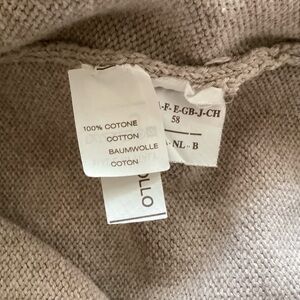 100% COTONE
COTTON
BAUMWOLLE
COTON
F- E-GB-J-CH
58
NL - B
OLLO